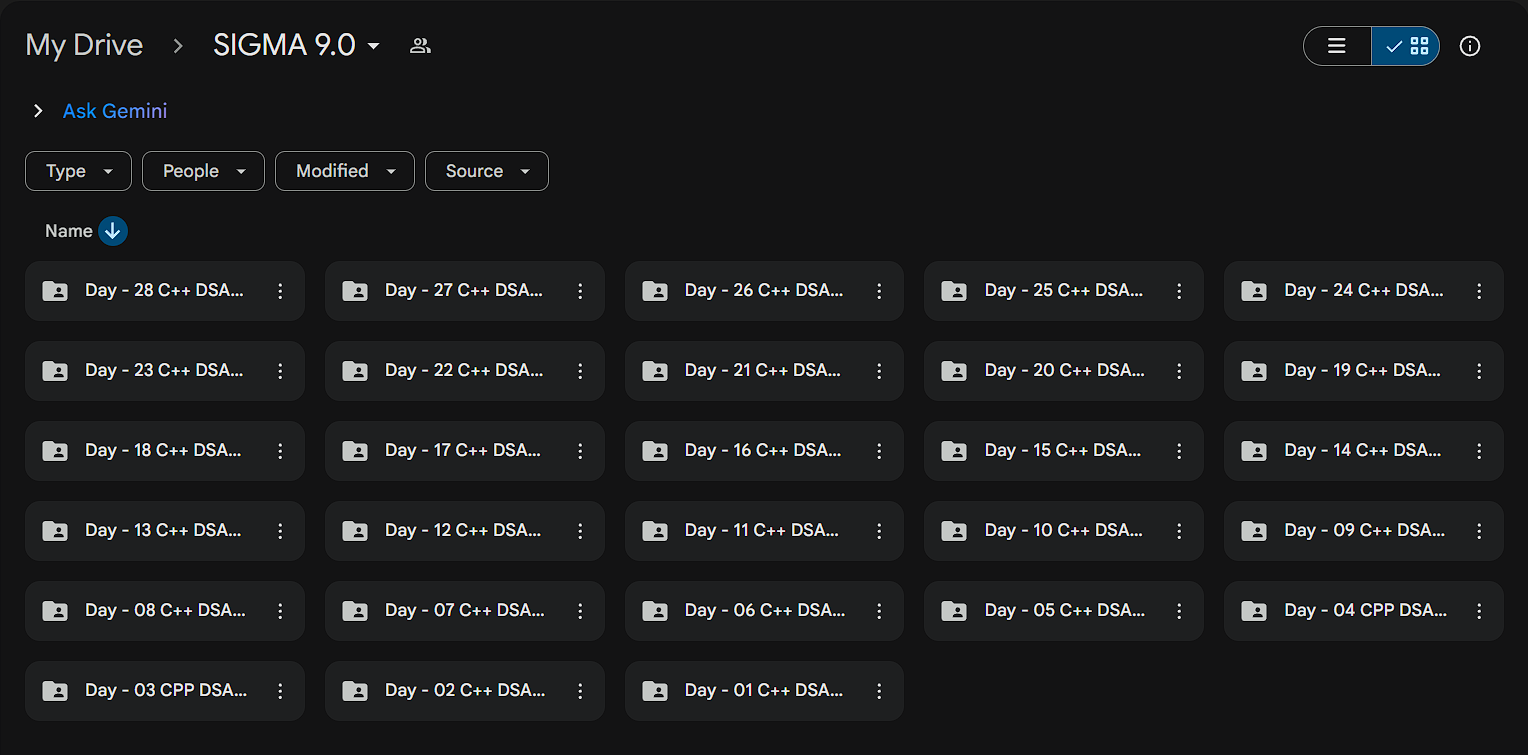 My Drive > SIGMA 9.0
Ask Gemini
Type People Modified Source
Name
Day - 28 C++ DSA... Day - 27 C++ DSA... Day - 26 C++ DSA... Day - 25 C++ DSA... Day - 24 C++ DSA...
Day - 23 C++ DSA... Day - 22 C++ DSA... Day - 21 C++ DSA... Day - 20 C++ DSA... Day - 19 C++ DSA...
Day - 18 C++ DSA... Day - 17 C++ DSA... Day - 16 C++ DSA... Day - 15 C++ DSA... Day - 14 C++ DSA...
Day - 13 C++ DSA... Day - 12 C++ DSA... Day - 11 C++ DSA... Day - 10 C++ DSA... Day - 09 C++ DSA...
Day - 08 C++ DSA... Day - 07 C++ DSA... Day - 06 C++ DSA... Day - 05 C++ DSA... Day - 04 CPP DSA...
Day - 03 CPP DSA... Day - 02 C++ DSA... Day - 01 C++ DSA...